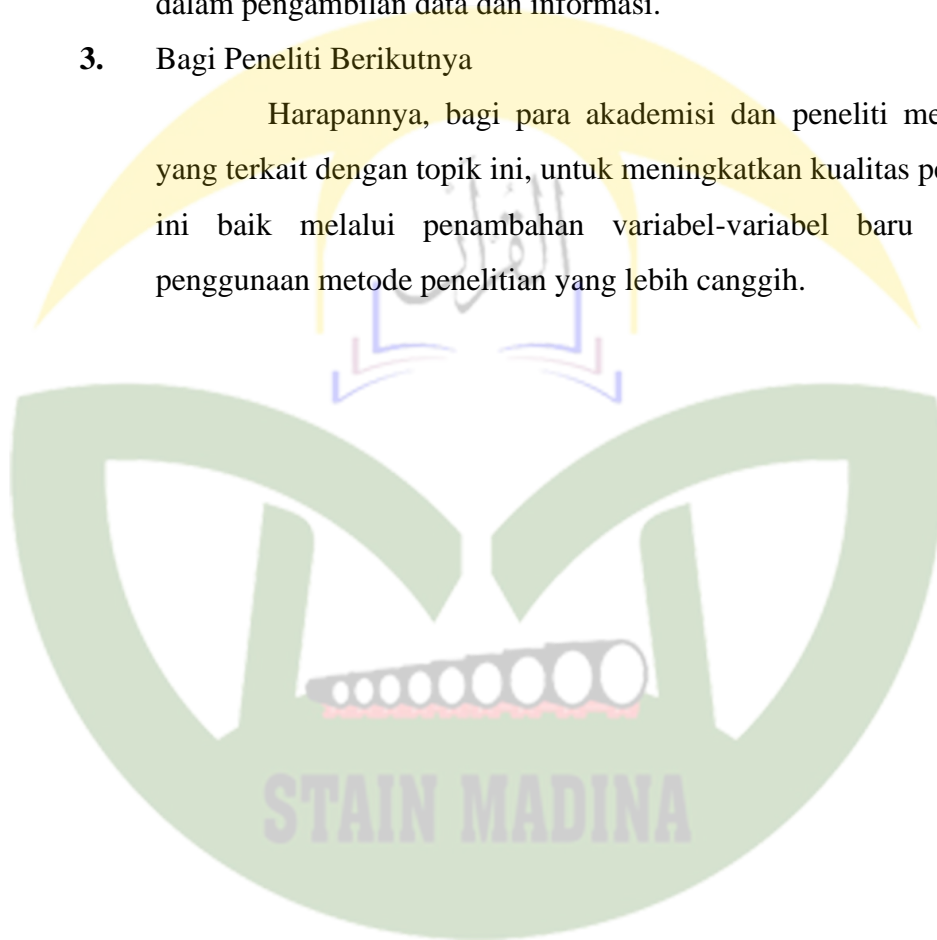 dalam pengambilan data dan informasi.
3. Bagi Peneliti Berikutnya
Harapannya, bagi para akademisi dan peneliti
yang terkait dengan topik ini, untuk meningkatkan kualitas
ini baik melalui penambahan variabel-variabel baru
penggunaan metode penelitian yang lebih canggih.
القرآن
STAIN MADINA